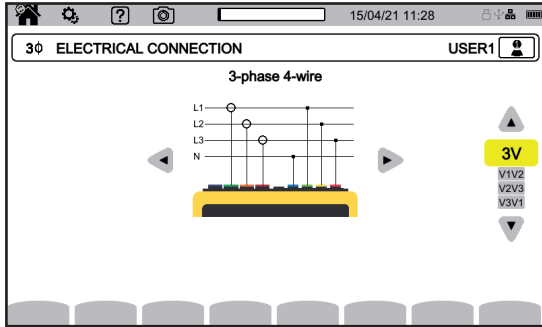 ? 15/04/21 11:28
3Φ ELECTRICAL CONNECTION USER1
3-phase 4-wire
L1
L2
L3
N
3V
V1V2
V2V3
V3V1